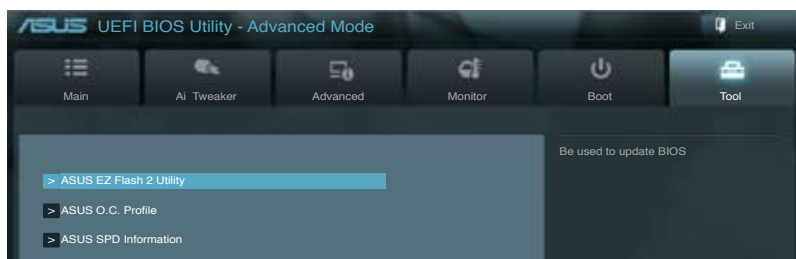 ASUS UEFI BIOS Utility - Advanced Mode
Exit
Main
Ai Tweaker
Advanced
Monitor
Boot
Tool
Be used to update BIOS
> ASUS EZ Flash 2 Utility
> ASUS O.C. Profile
> ASUS SPD Information